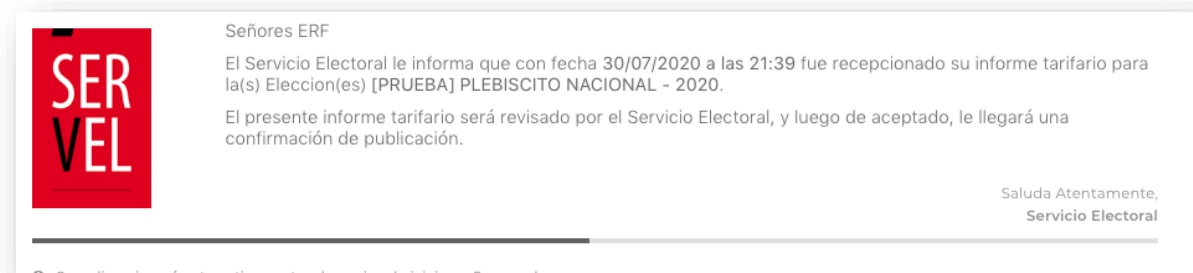 SER
VEL
Señores ERF
El Servicio Electoral le informa que con fecha 30/07/2020 a las 21:39 fue recepcionado su informe tarifario para
la(s) Eleccion(es) [PRUEBA] PLEBISCITO NACIONAL - 2020.
El presente informe tarifario será revisado por el Servicio Electoral, y luego de aceptado, le llegará una
confirmación de publicación.
Saluda Atentamente,
Servicio Electoral